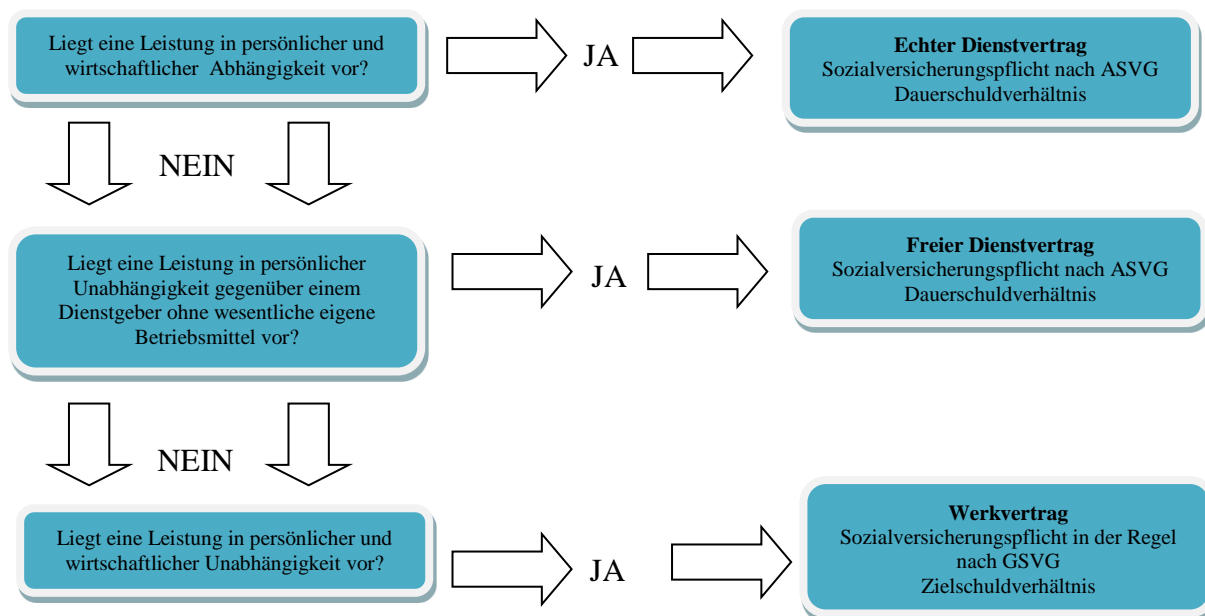 Liegt eine Leistung in persönlicher und
wirtschaftlicher Abhängigkeit vor?
JA
Echter Dienstvertrag
Sozialversicherungspflicht nach ASVG
Dauerschuldverhältnis
NEIN
Liegt eine Leistung in persönlicher
Unabhängigkeit gegenüber einem
Dienstgeber ohne wesentliche eigene
Betriebsmittel vor?
JA
Freier Dienstvertrag
Sozialversicherungspflicht nach ASVG
Dauerschuldverhältnis
NEIN
Liegt eine Leistung in persönlicher und
wirtschaftlicher Unabhängigkeit vor?
JA
Werkvertrag
Sozialversicherungspflicht in der Regel
nach GSVG
Zielschuldverhältnis